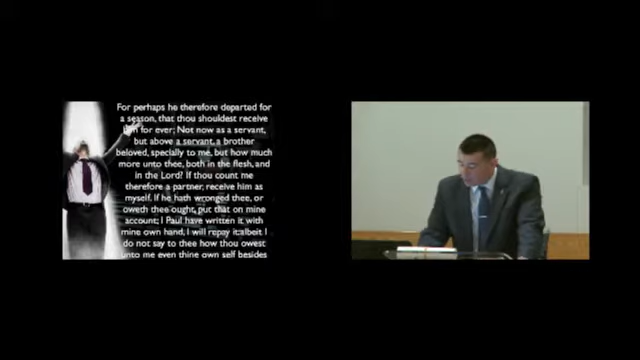 For perhaps he therefore departed for
a season, that thou shouldest receive
him for ever; Not now as a servant,
but above a servant, a brother
beloved, specially to me, but how much
more unto thee, both in the flesh, and
in the Lord? If thou count me
therefore a partner, receive him as
myself. If he hath wronged thee, or
oweth thee ought, put that on mine
account; I Paul have written it with
mine own hand, I will repay it: albeit I
do not say to thee how thou owest
unto me even thine own self besides